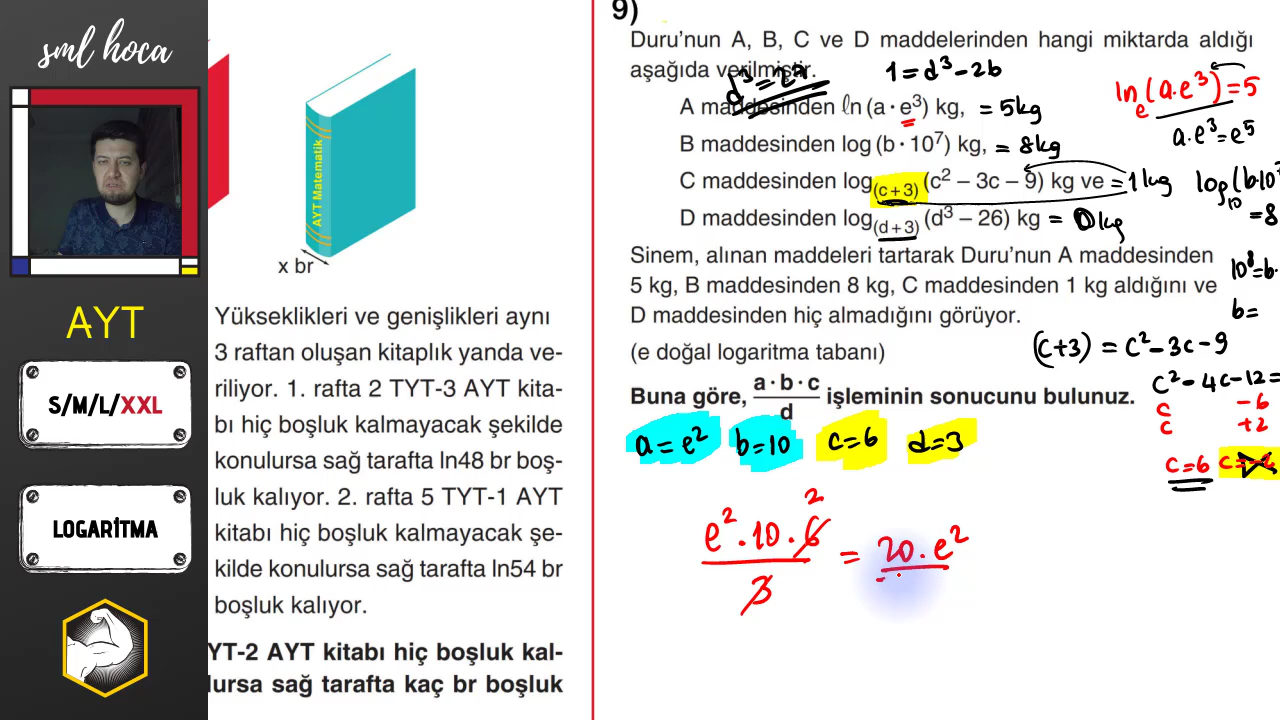 sml hoca
AYT
S/M/L/XXL
LOGARİTMA
AYT Matematik
x br
Yükseklikleri ve genişlikleri aynı
3 raftan oluşan kitaplık yanda ve-
riliyor. 1. rafta 2 TYT-3 AYT kita-
bı hiç boşluk kalmayacak şekilde
konulursa sağ tarafta ln48 br boş-
luk kalıyor. 2. rafta 5 TYT-1 AYT
kitabı hiç boşluk kalmayacak şe-
kilde konulursa sağ tarafta ln54 br
boşluk kalıyor.
YT-2 AYT kitabı hiç boşluk kal-
lursa sağ tarafta kaç br boşluk
9)
Duru'nun A, B, C ve D maddelerinden hangi miktarda aldığı
aşağıda verilmiştir.
1=d³-2b
A maddesinden ℓn (a · e³) kg, = 5kg
B maddesinden log (b · 10⁷) kg, = 8kg
C maddesinden log₍c₊₃₎ (c² – 3c – 9) kg ve = 1kg
D maddesinden log₍d₊₃₎ (d³ – 26) kg = 0kg
Sinem, alınan maddeleri tartarak Duru'nun A maddesinden
5 kg, B maddesinden 8 kg, C maddesinden 1 kg aldığını ve
D maddesinden hiç almadığını görüyor.
(e doğal logaritma tabanı)
Buna göre, a · b · c / d işleminin sonucunu bulunuz.
a = e² b=10 c=6 d=3
e² · 10 · 6 / 3 = 20 · e²
2
lnₑ(a.e³)=5
a.e³=e⁵
log₁₀(b·10
=8
10⁸=b·
b=
(c+3) = c²-3c-9
c²-4c-12=
c -6
c +2
c=6 c=-2